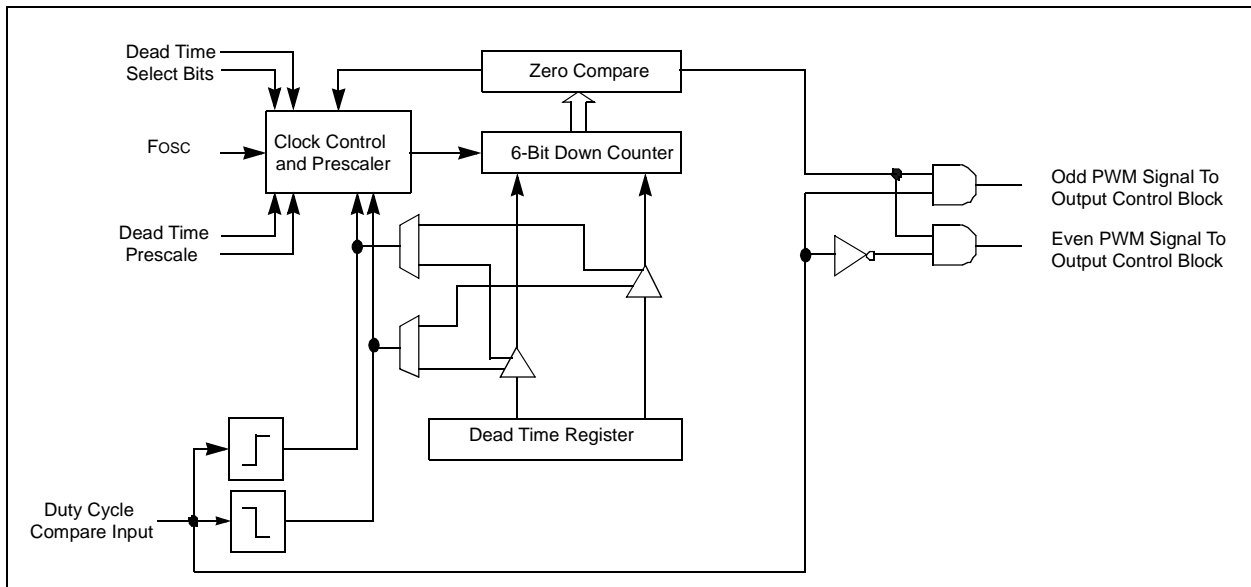 Dead Time
Select Bits
Zero Compare
FOSC
Clock Control
and Prescaler
6-Bit Down Counter
Odd PWM Signal To
Output Control Block
Dead Time
Prescale
Even PWM Signal To
Output Control Block
Dead Time Register
Duty Cycle
Compare Input